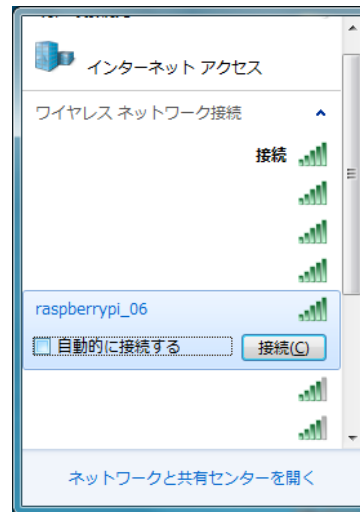 インターネット アクセス
ワイヤレス ネットワーク接続
接続
raspberrypi_06
自動的に接続する
接続(C)
ネットワークと共有センターを開く